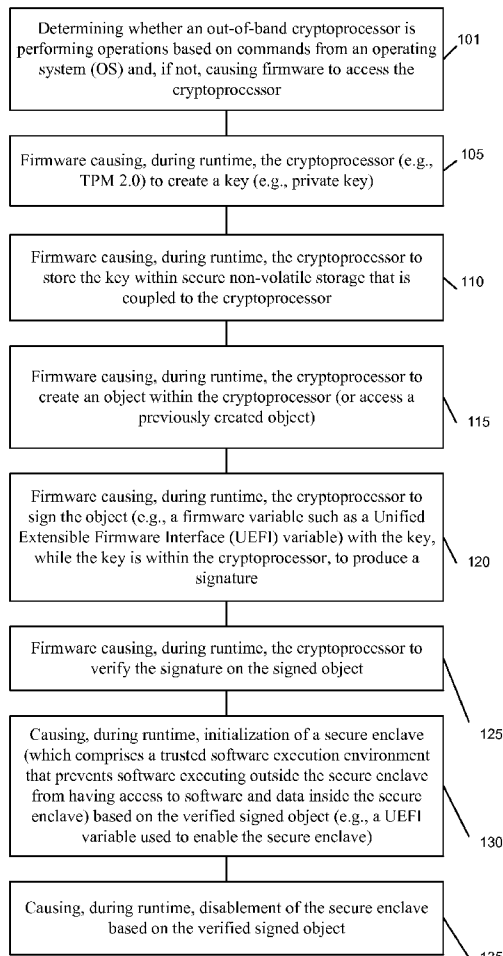 Determining whether an out-of-band cryptoprocessor is
performing operations based on commands from an operating
system (OS) and, if not, causing firmware to access the
cryptoprocessor
101
Firmware causing, during runtime, the cryptoprocessor (e.g.,
TPM 2.0) to create a key (e.g., private key)
105
Firmware causing, during runtime, the cryptoprocessor to
store the key within secure non-volatile storage that is
coupled to the cryptoprocessor
110
Firmware causing, during runtime, the cryptoprocessor to
create an object within the cryptoprocessor (or access a
previously created object)
115
Firmware causing, during runtime, the cryptoprocessor to
sign the object (e.g., a firmware variable such as a Unified
Extensible Firmware Interface (UEFI) variable) with the key,
while the key is within the cryptoprocessor, to produce a
signature
120
Firmware causing, during runtime, the cryptoprocessor to
verify the signature on the signed object
125
Causing, during runtime, initialization of a secure enclave
(which comprises a trusted software execution environment
that prevents software executing outside the secure enclave
from having access to software and data inside the secure
enclave) based on the verified signed object (e.g., a UEFI
variable used to enable the secure enclave)
130
Causing, during runtime, disablement of the secure enclave
based on the verified signed object
135